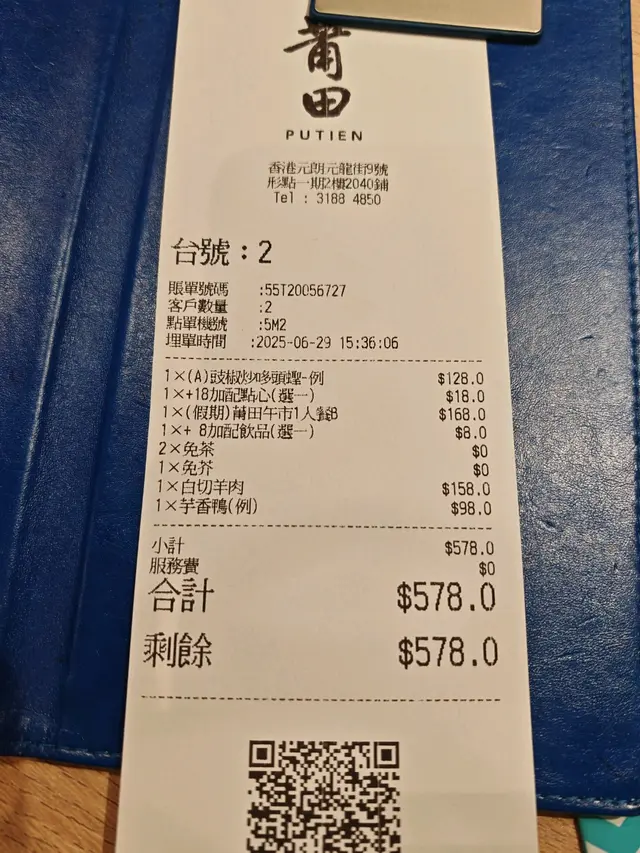 莆
田
PUTIEN
香港元朗元龍街9號
形點一期2樓2040鋪
Tel : 3188 4850
台號：2
賬單號碼 :55T20056727
客戶數量 :2
點單機號 :5M2
埋單時間 :2025-06-29 15:36:06
1×(A)豉椒炒哆頭蟶-例 $128.0
1×+18加配點心(選一) $18.0
1×(假期)莆田午市1人餐B $168.0
1×+ 8加配飲品(選一) $8.0
2×免茶 $0
1×免芥 $0
1×白切羊肉 $158.0
1×芋香鴨(例) $98.0
小計 $578.0
服務費 $0
合計 $578.0
剩餘 $578.0